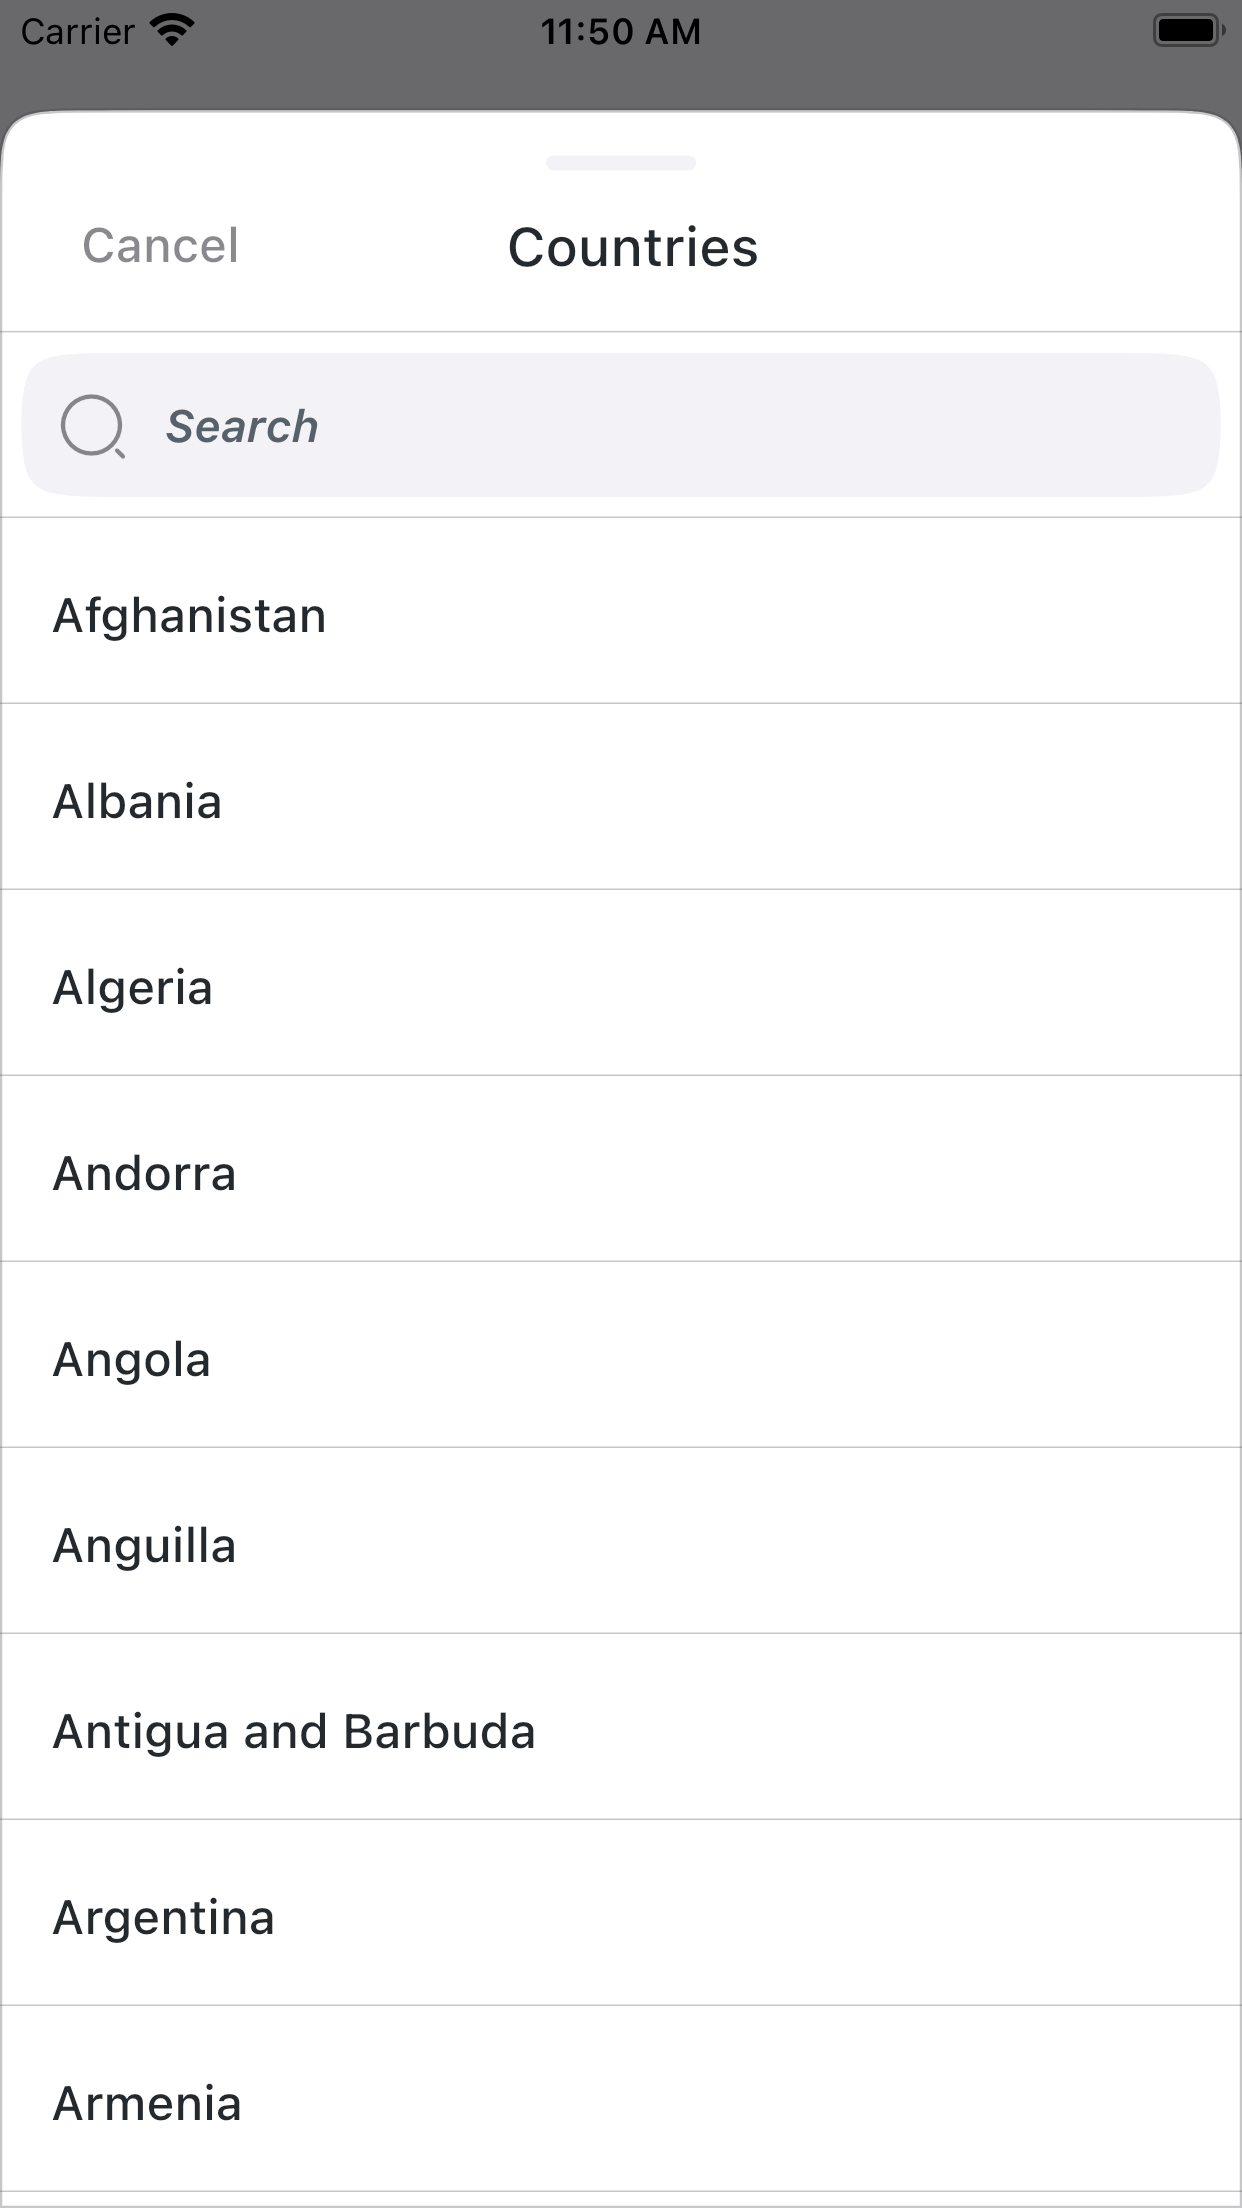 Carrier 11:50 AM
Cancel Countries
Search
Afghanistan
Albania
Algeria
Andorra
Angola
Anguilla
Antigua and Barbuda
Argentina
Armenia